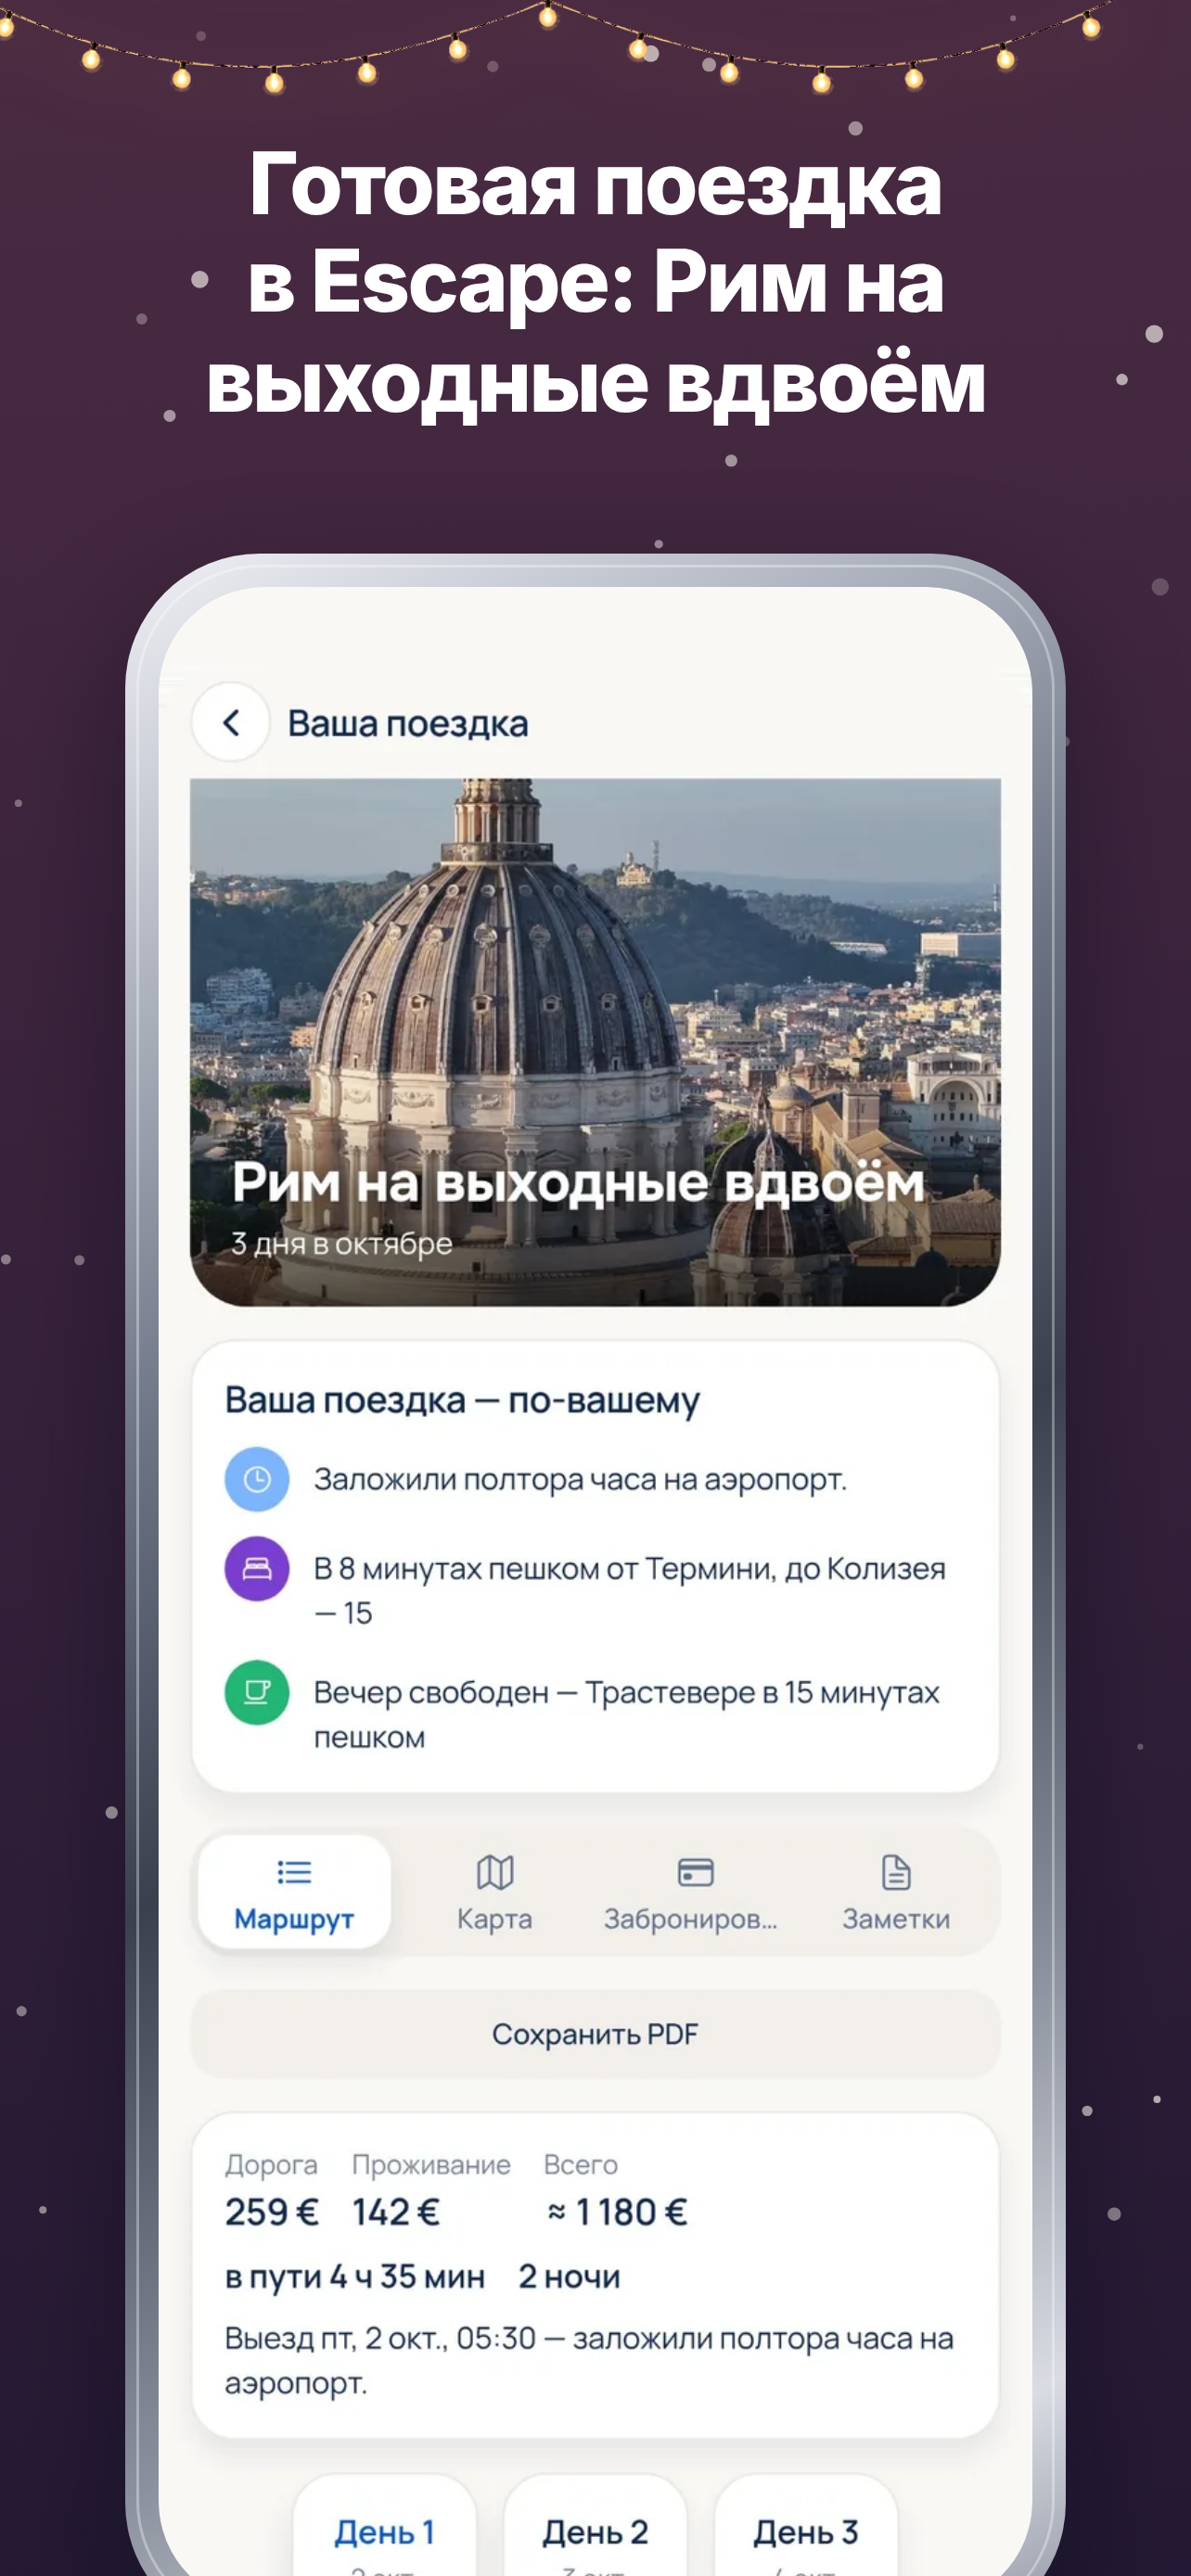 Готовая поездка
в Escape: Рим на
выходные вдвоём
Ваша поездка
Рим на выходные вдвоём
3 дня в октябре
Ваша поездка — по-вашему
Заложили полтора часа на аэропорт.
В 8 минутах пешком от Термини, до Колизея
— 15
Вечер свободен — Трастевере в 15 минутах
пешком
Маршрут Карта Заброниров... Заметки
Сохранить PDF
Дорога Проживание Всего
259 € 142 € ≈ 1 180 €
в пути 4 ч 35 мин 2 ночи
Выезд пт, 2 окт., 05:30 — заложили полтора часа на
аэропорт.
День 1 День 2 День 3